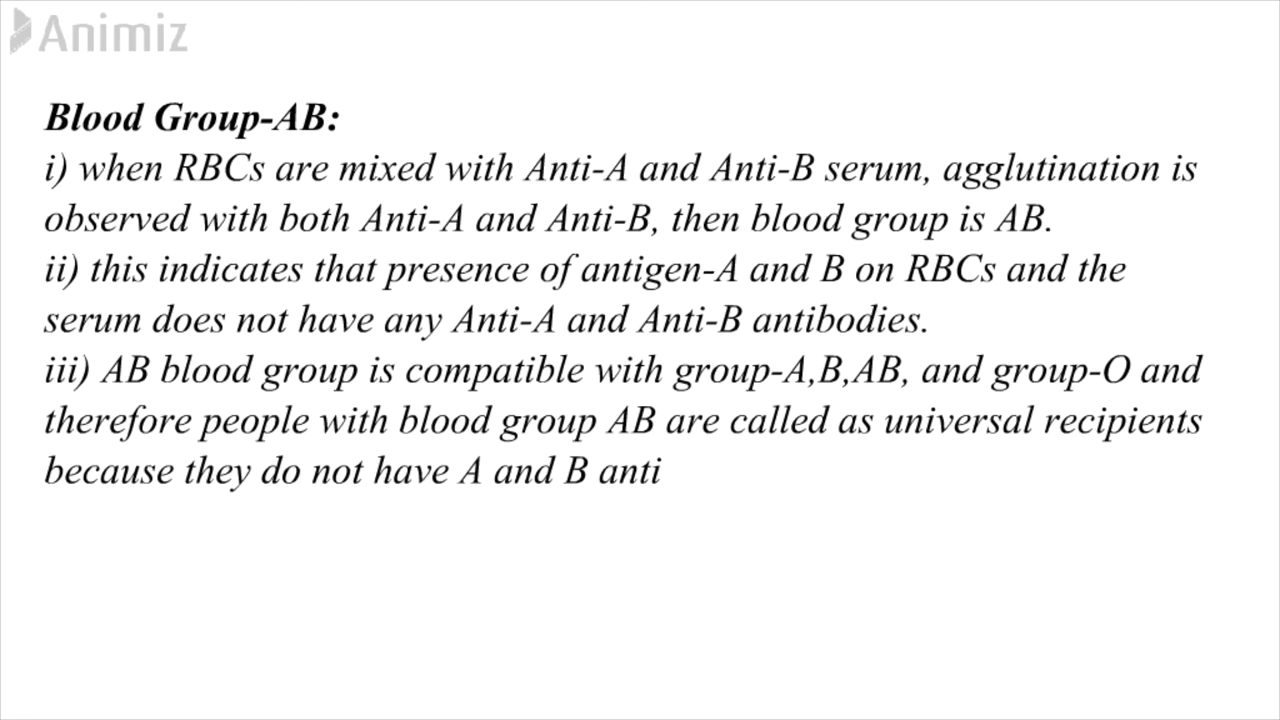 Animiz
Blood Group-AB:
i) when RBCs are mixed with Anti-A and Anti-B serum, agglutination is
observed with both Anti-A and Anti-B, then blood group is AB.
ii) this indicates that presence of antigen-A and B on RBCs and the
serum does not have any Anti-A and Anti-B antibodies.
iii) AB blood group is compatible with group-A,B,AB, and group-O and
therefore people with blood group AB are called as universal recipients
because they do not have A and B anti